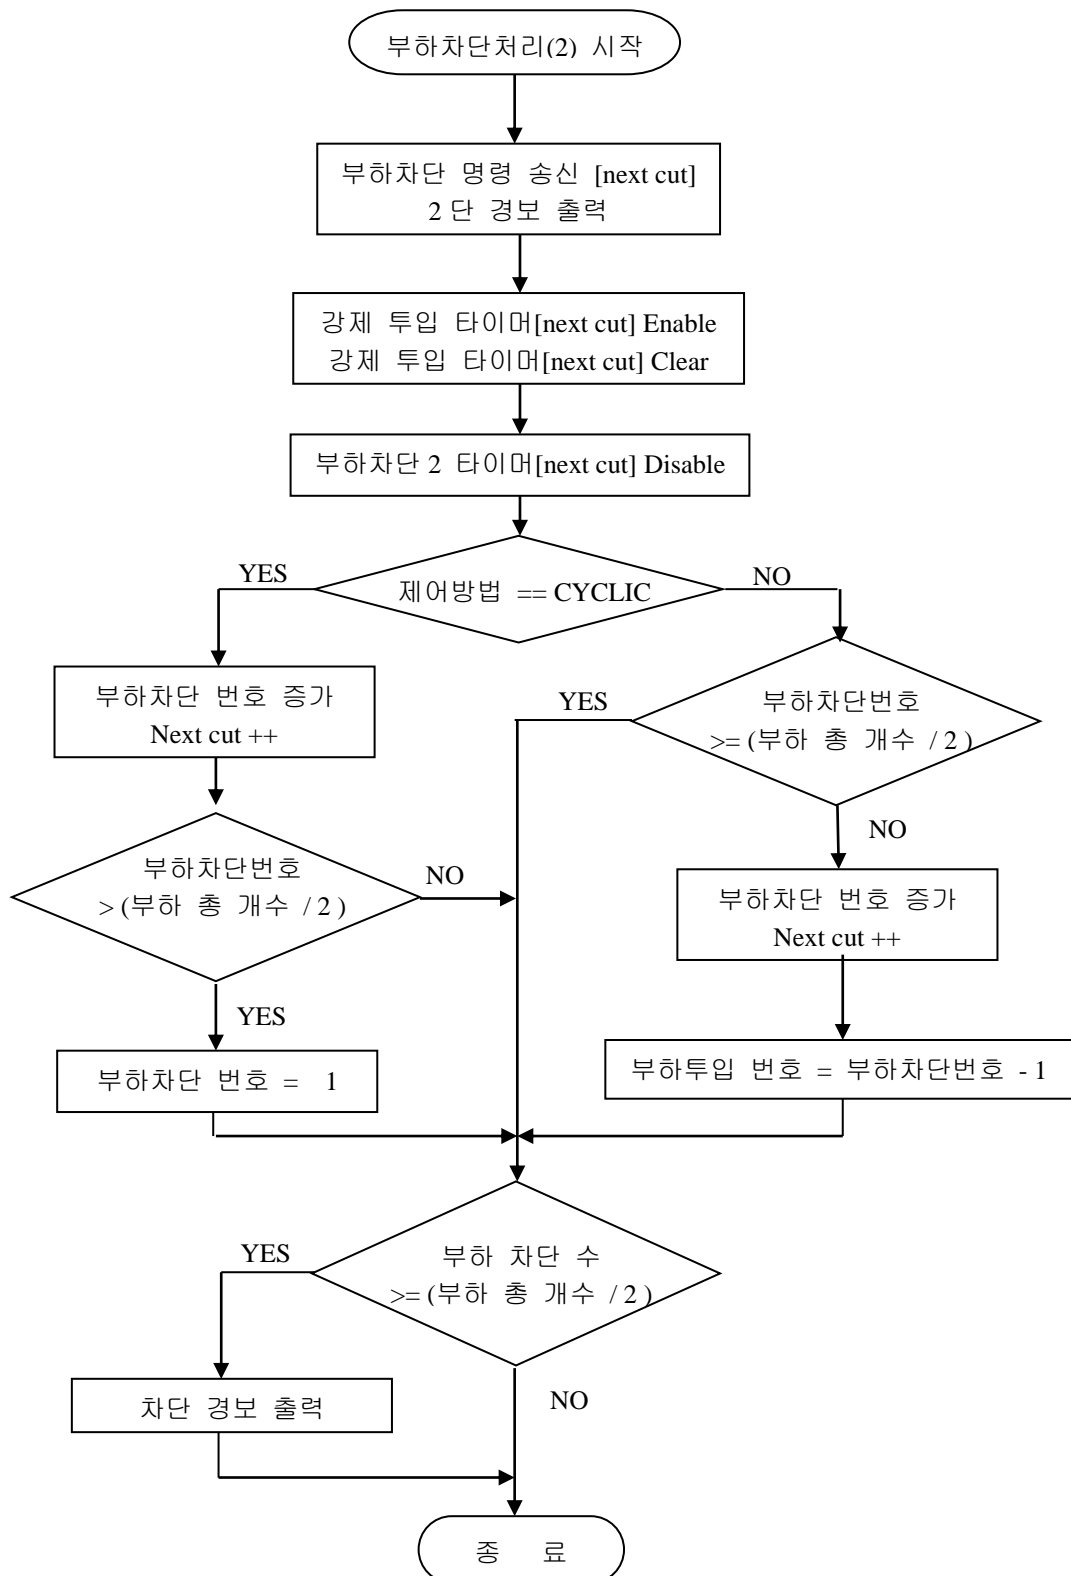 부하차단처리(2) 시작
부하차단 명령 송신 [next cut]
2 단 경보 출력
강제 투입 타이머[next cut] Enable
강제 투입 타이머[next cut] Clear
부하차단 2 타이머[next cut] Disable
제어방법 == CYCLIC
YES
NO
부하차단 번호 증가
Next cut ++
부하차단번호
>= (부하 총 개수 / 2 )
YES
NO
부하차단번호
> (부하 총 개수 / 2 )
NO
YES
부하차단 번호 증가
Next cut ++
부하차단 번호 = 1
부하투입 번호 = 부하차단번호 - 1
부하 차단 수
>= (부하 총 개수 / 2 )
YES
NO
차단 경보 출력
종 료